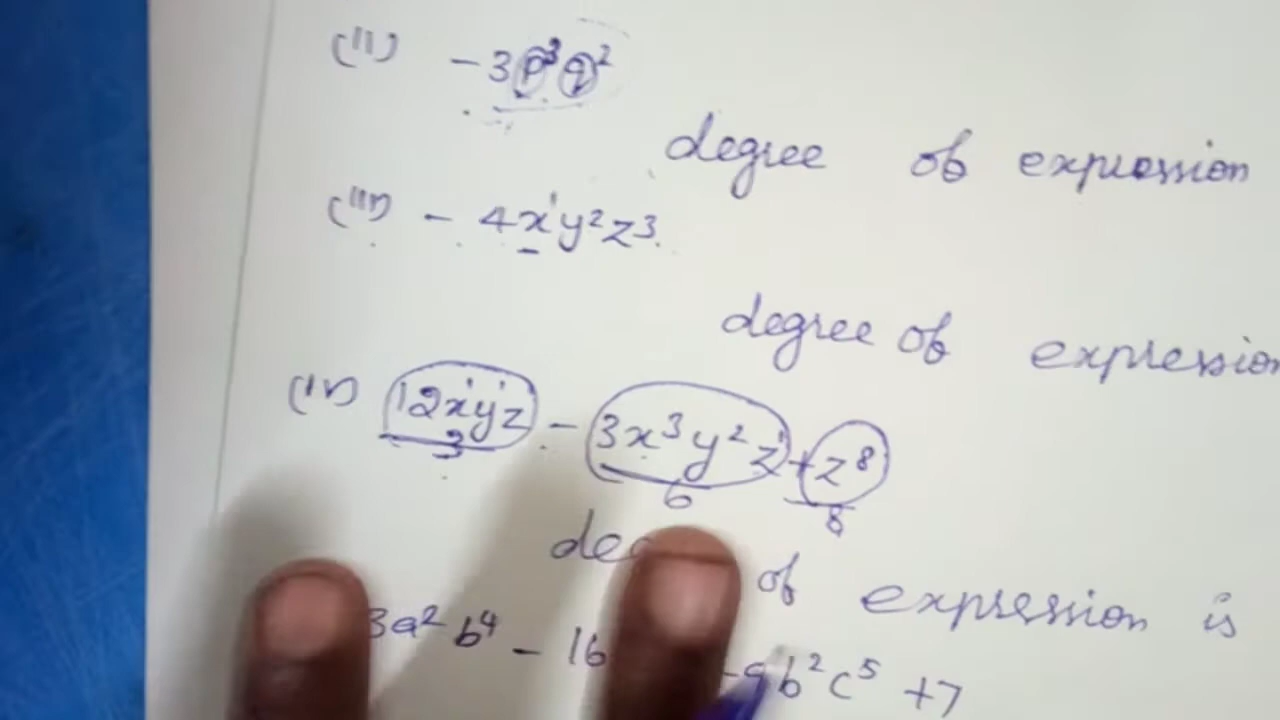 (ii) -3p³q²
degree of expression
(iii) - 4x¹y²z³.
degree of expression
(iv) 12x¹y¹z - 3x³y²z¹ + z⁸
3 6 8
of expression is
3a²b⁴ - 16 -9b²c⁵ +7